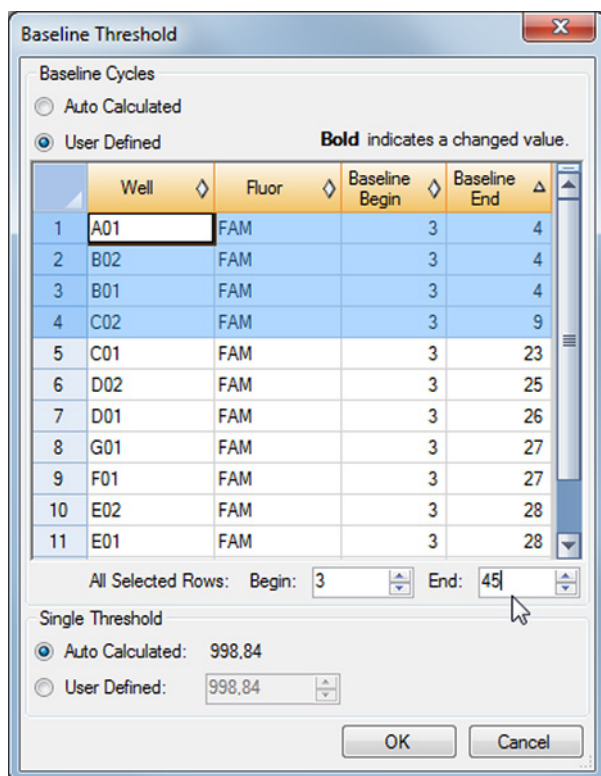 Baseline Threshold
Baseline Cycles
Auto Calculated
User Defined Bold indicates a changed value.
Well Fluor Baseline Begin Baseline End
1 A01 FAM 3 4
2 B02 FAM 3 4
3 B01 FAM 3 4
4 C02 FAM 3 9
5 C01 FAM 3 23
6 D02 FAM 3 25
7 D01 FAM 3 26
8 G01 FAM 3 27
9 F01 FAM 3 27
10 E02 FAM 3 28
11 E01 FAM 3 28
All Selected Rows: Begin: 3 End: 45
Single Threshold
Auto Calculated: 998,84
User Defined: 998,84
OK Cancel